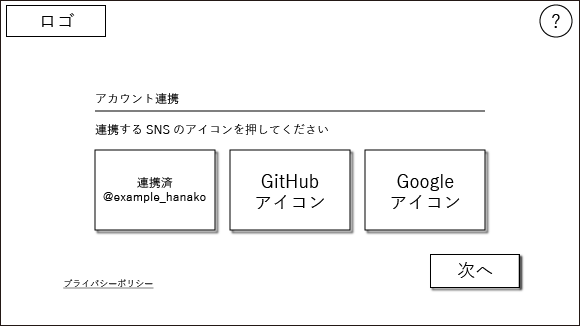 ロゴ
?
アカウント連携
連携する SNS のアイコンを押してください
連携済
@example_hanako
GitHub
アイコン
Google
アイコン
次へ
プライバシーポリシー